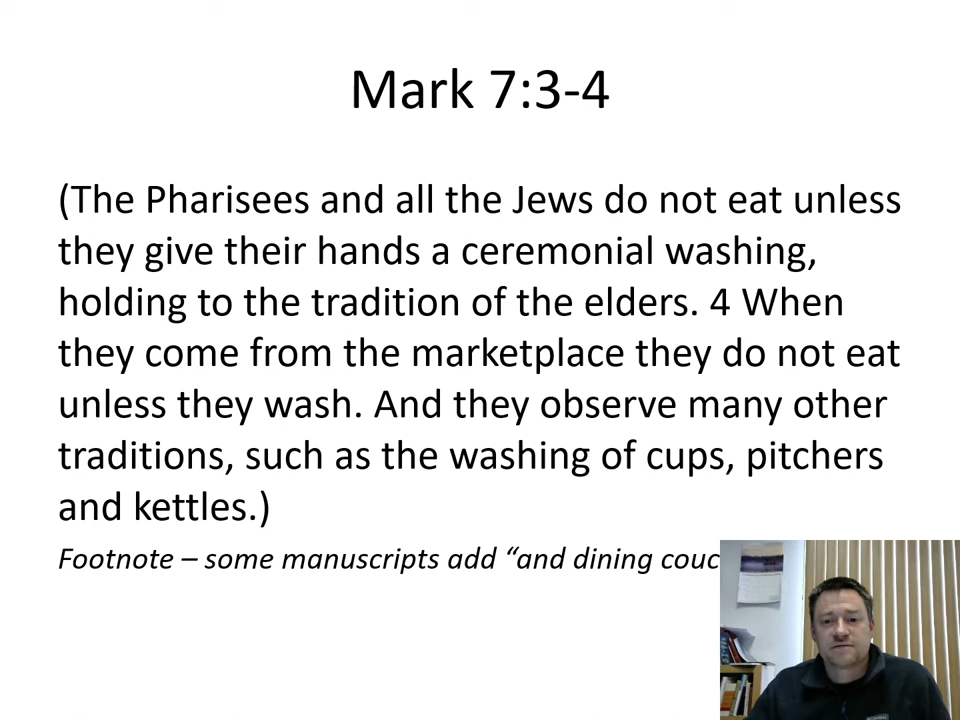 Mark 7:3-4
(The Pharisees and all the Jews do not eat unless
they give their hands a ceremonial washing,
holding to the tradition of the elders. 4 When
they come from the marketplace they do not eat
unless they wash. And they observe many other
traditions, such as the washing of cups, pitchers
and kettles.)
Footnote – some manuscripts add “and dining couc